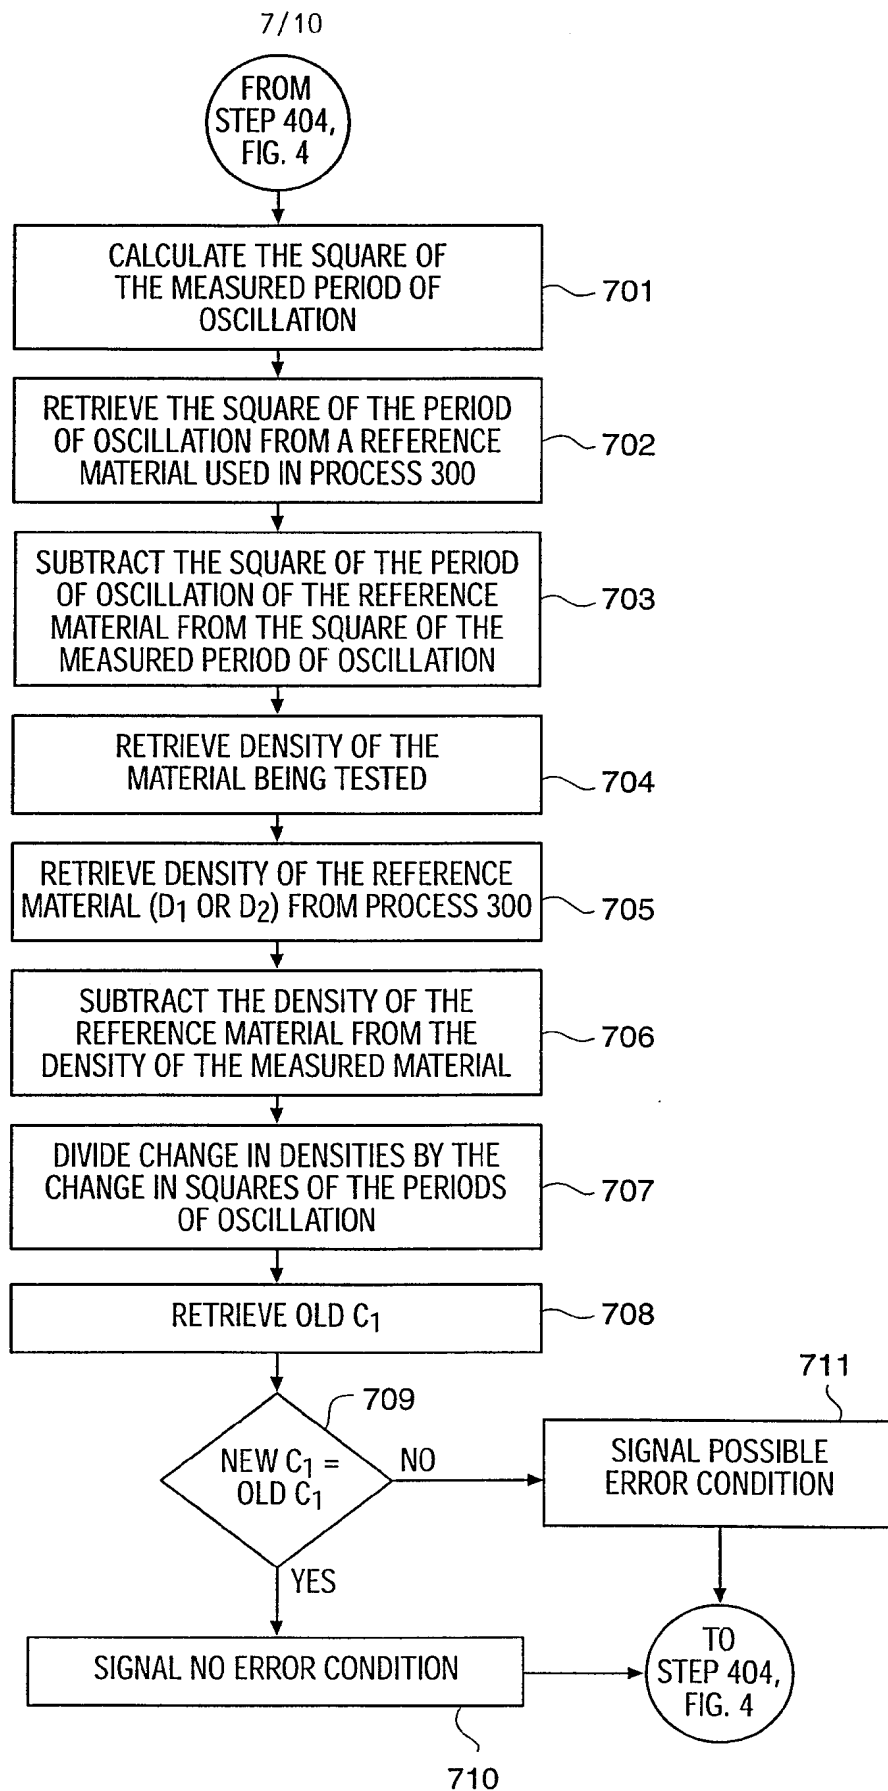 7/10
FROM
STEP 404,
FIG. 4
CALCULATE THE SQUARE OF
THE MEASURED PERIOD OF
OSCILLATION
701
RETRIEVE THE SQUARE OF THE PERIOD
OF OSCILLATION FROM A REFERENCE
MATERIAL USED IN PROCESS 300
702
SUBTRACT THE SQUARE OF THE PERIOD
OF OSCILLATION OF THE REFERENCE
MATERIAL FROM THE SQUARE OF THE
MEASURED PERIOD OF OSCILLATION
703
RETRIEVE DENSITY OF THE
MATERIAL BEING TESTED
704
RETRIEVE DENSITY OF THE REFERENCE
MATERIAL (D1 OR D2) FROM PROCESS 300
705
SUBTRACT THE DENSITY OF THE
REFERENCE MATERIAL FROM THE
DENSITY OF THE MEASURED MATERIAL
706
DIVIDE CHANGE IN DENSITIES BY THE
CHANGE IN SQUARES OF THE PERIODS
OF OSCILLATION
707
RETRIEVE OLD C1
708
709
NEW C1 =
OLD C1
NO
711
SIGNAL POSSIBLE
ERROR CONDITION
YES
SIGNAL NO ERROR CONDITION
710
TO
STEP 404,
FIG. 4